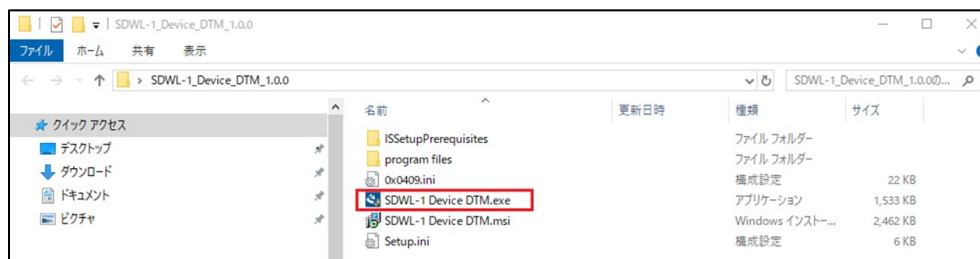 SDWL-1_Device_DTM_1.0.0
ファイル ホーム 共有 表示
SDWL-1_Device_DTM_1.0.0 SDWL-1_Device_DTM_1.0.0の...
クイック アクセス
デスクトップ
ダウンロード
ドキュメント
ピクチャ
名前 更新日時 種類 サイズ
ISSetupPrerequisites ファイル フォルダー
program files ファイル フォルダー
0x0409.ini 構成設定 22 KB
SDWL-1 Device DTM.exe アプリケーション 1,533 KB
SDWL-1 Device DTM.msi Windows インストー... 2,462 KB
Setup.ini 構成設定 6 KB